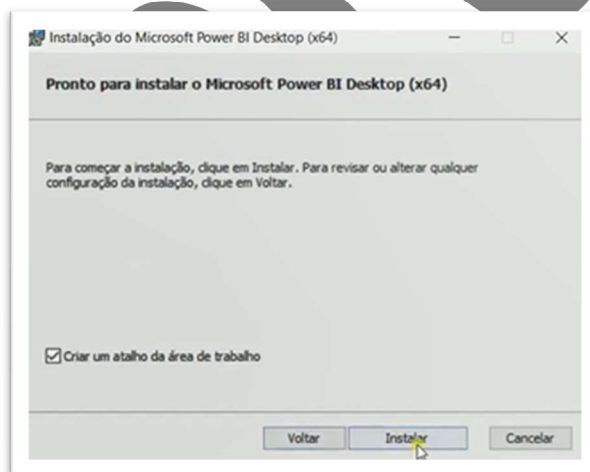 Instalação do Microsoft Power BI Desktop (x64)
Pronto para instalar o Microsoft Power BI Desktop (x64)
Para começar a instalação, clique em Instalar. Para revisar ou alterar qualquer
configuração da instalação, clique em Voltar.
Criar um atalho da área de trabalho
Voltar Instalar Cancelar